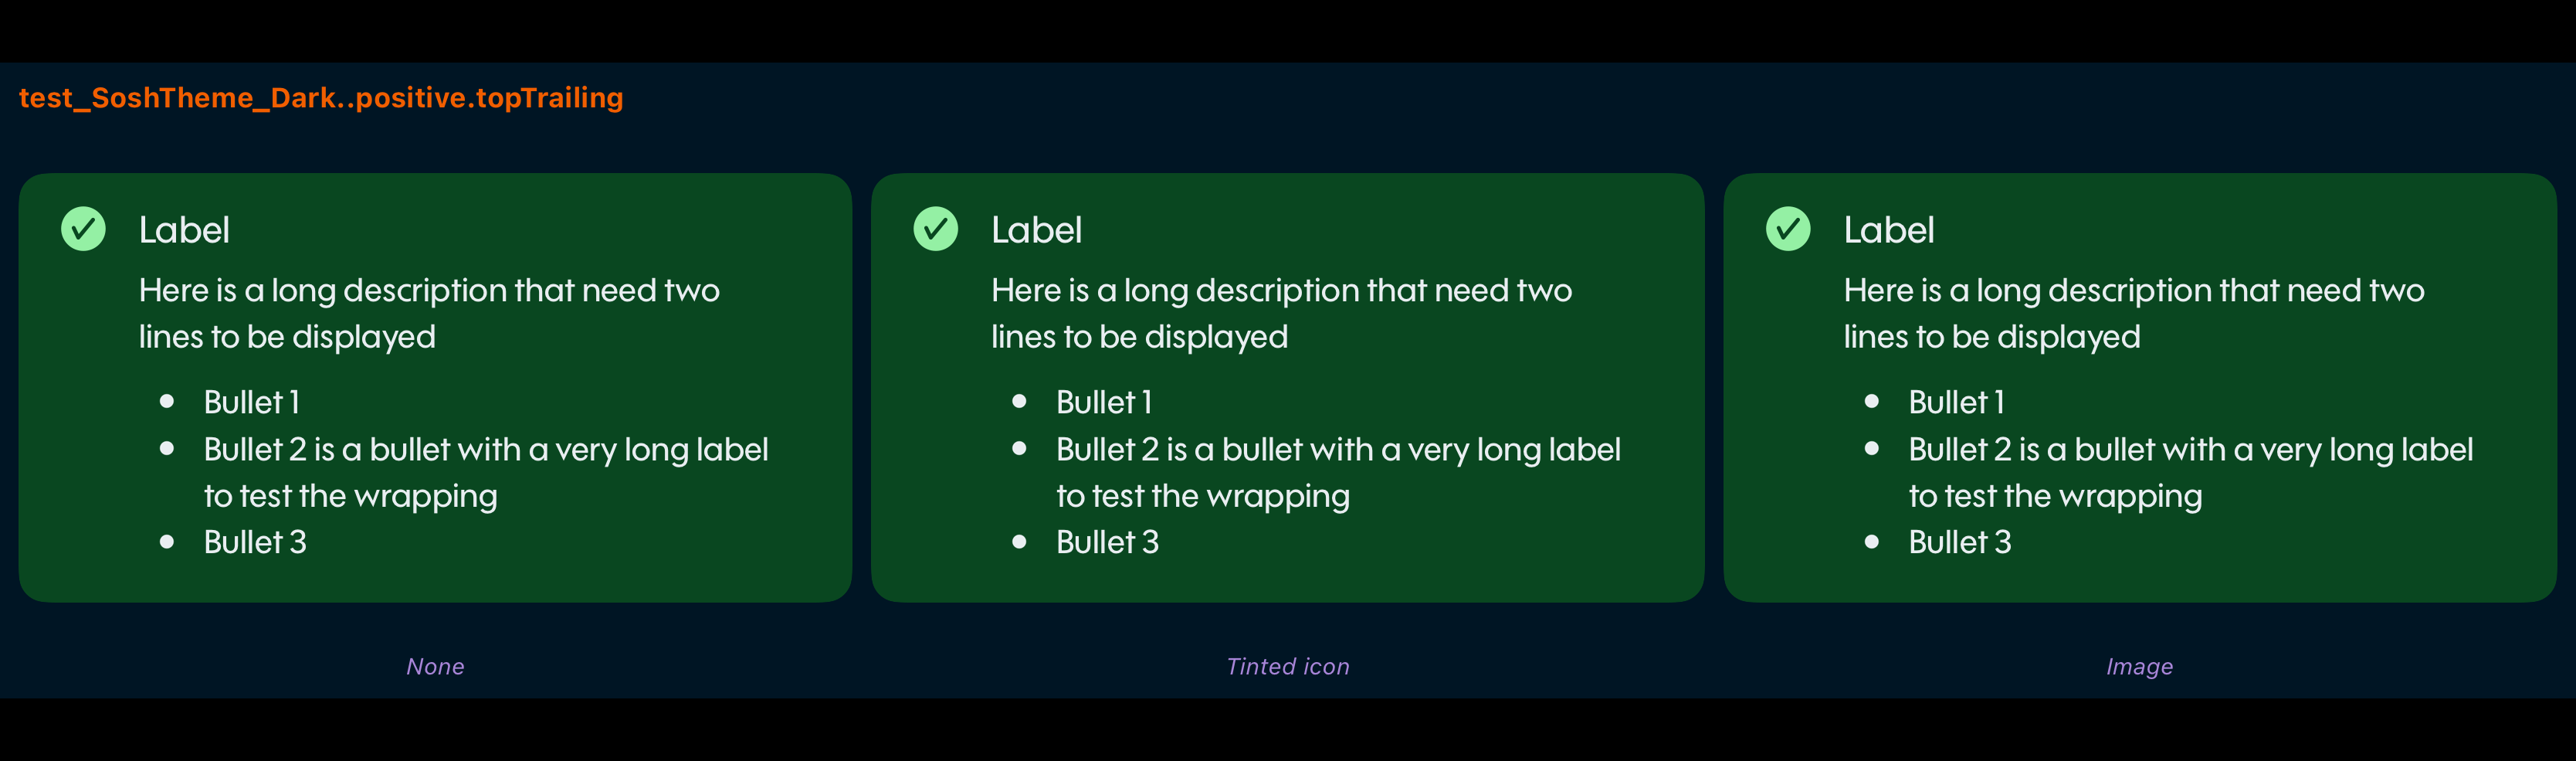 test_SoshTheme_Dark..positive.topTrailing
Label
Here is a long description that need two
lines to be displayed
• Bullet 1
• Bullet 2 is a bullet with a very long label
to test the wrapping
• Bullet 3
None
Label
Here is a long description that need two
lines to be displayed
• Bullet 1
• Bullet 2 is a bullet with a very long label
to test the wrapping
• Bullet 3
Tinted icon
Label
Here is a long description that need two
lines to be displayed
• Bullet 1
• Bullet 2 is a bullet with a very long label
to test the wrapping
• Bullet 3
Image